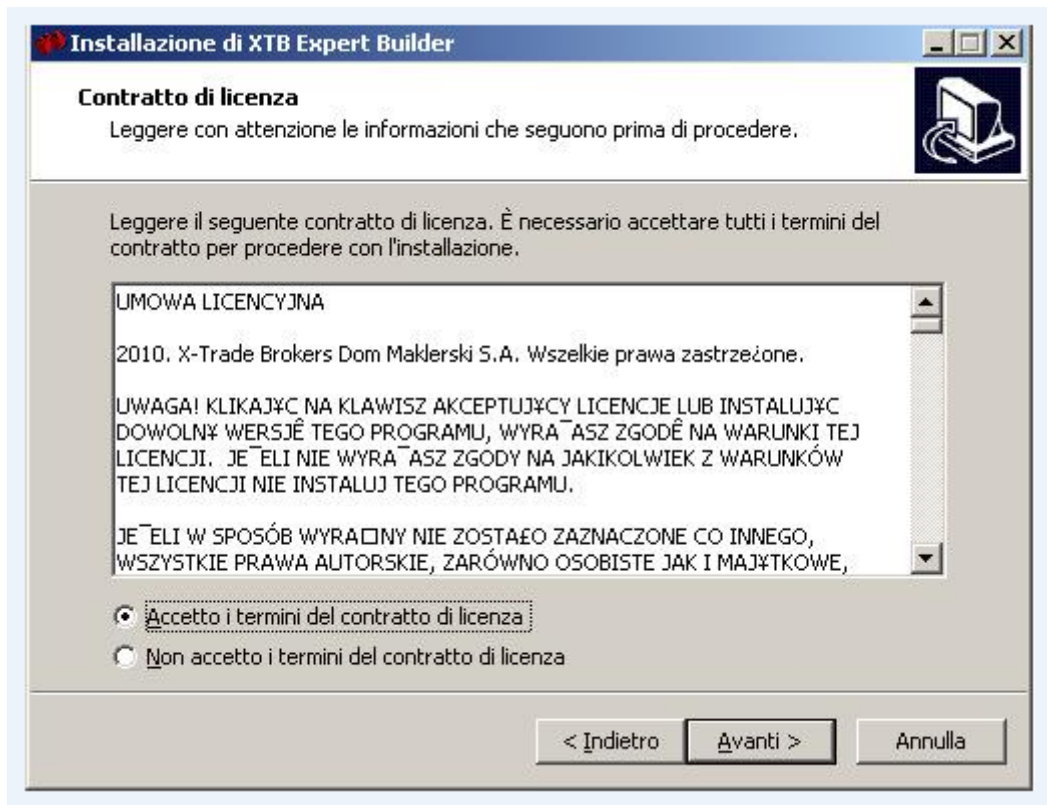 Installazione di XTB Expert Builder
Contratto di licenza
Leggere con attenzione le informazioni che seguono prima di procedere.
Leggere il seguente contratto di licenza. È necessario accettare tutti i termini del
contratto per procedere con l'installazione.
UMOWA LICENCYJNA
2010. X-Trade Brokers Dom Maklerski S.A. Wszelkie prawa zastrze¿one.
UWAGA! KLIKAJ¥C NA KLAWISZ AKCEPTUJ¥CY LICENCJE LUB INSTALUJ¥C
DOWOLN¥ WERSJÊ TEGO PROGRAMU, WYRA¯ASZ ZGODÊ NA WARUNKI TEJ
LICENCJI.  JE¯ELI NIE WYRA¯ASZ ZGODY NA JAKIKOLWIEK Z WARUNKÓW
TEJ LICENCJI NIE INSTALUJ TEGO PROGRAMU.
JE¯ELI W SPOSÓB WYRA□NY NIE ZOSTA£O ZAZNACZONE CO INNEGO,
WSZYSTKIE PRAWA AUTORSKIE, ZARÓWNO OSOBISTE JAK I MAJ¥TKOWE,
Accetto i termini del contratto di licenza
Non accetto i termini del contratto di licenza
< Indietro
Avanti >
Annulla